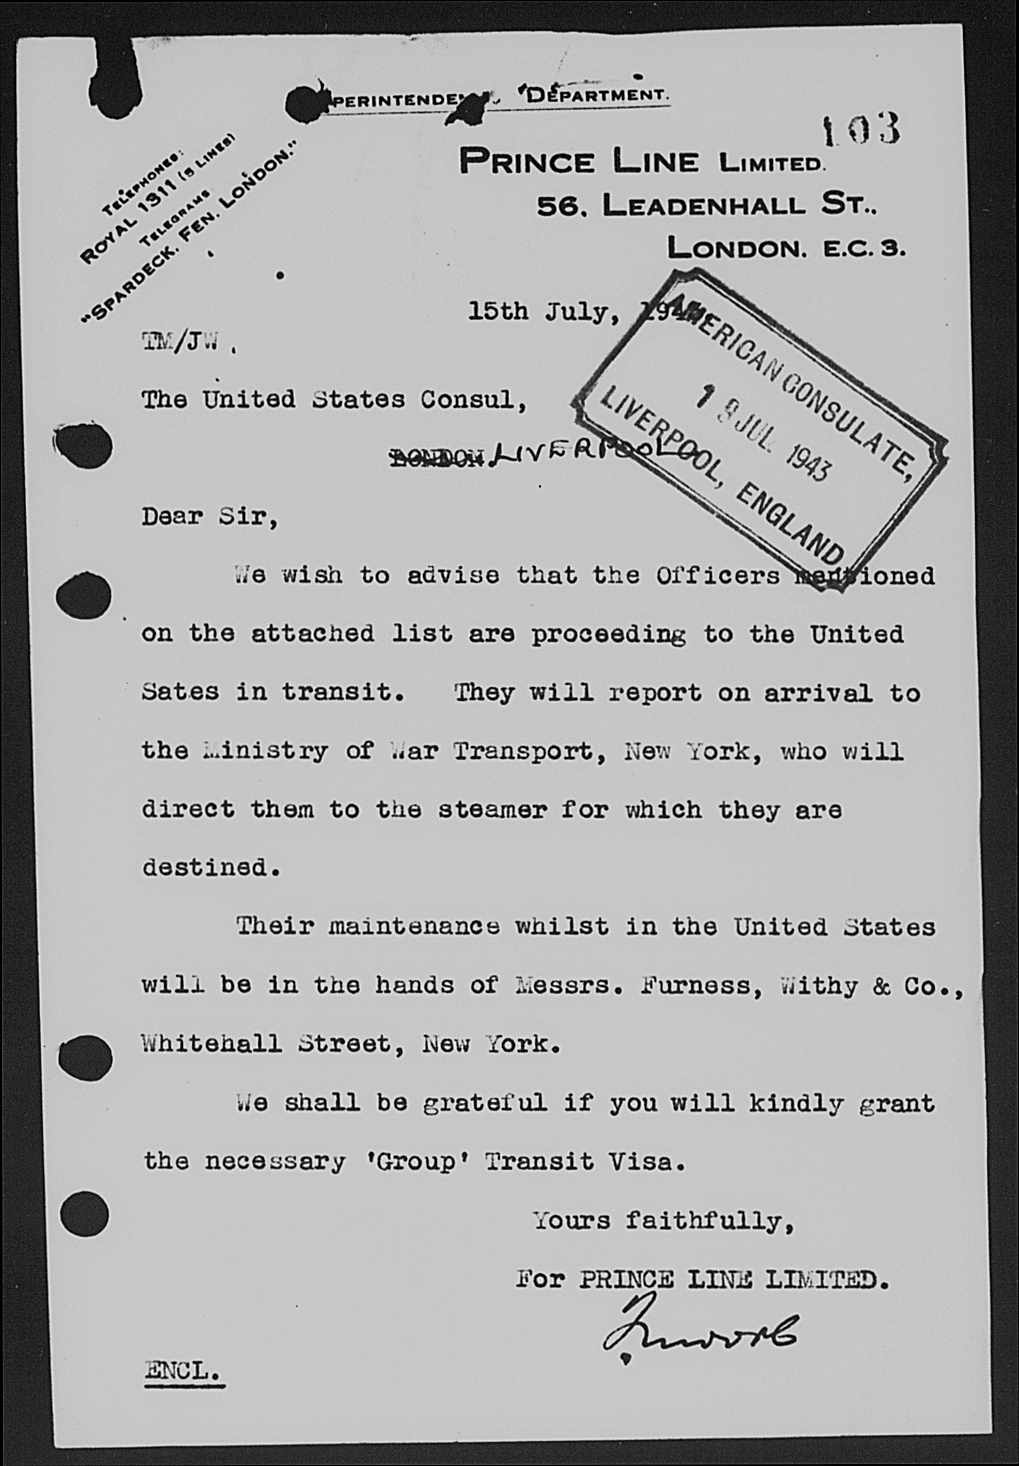 DEPARTMENT.
103
TELEPHONES:
ROYAL 1311 (5 LINES)
TELEGRAMS
"SPARDECK. FEN. LONDON."
PRINCE LINE LIMITED.
56. LEADENHALL ST.,
LONDON. E.C. 3.
15th July,
TM/JW.
AMERICAN CONSULATE,
19 JUL 1943
LIVERPOOL, ENGLAND
The United States Consul,
LONDON. LIVERPOOL
Dear Sir,
We wish to advise that the Officers mentioned
on the attached list are proceeding to the United
Sates in transit. They will report on arrival to
the Ministry of War Transport, New York, who will
direct them to the steamer for which they are
destined.
Their maintenance whilst in the United States
will be in the hands of Messrs. Furness, Withy & Co.,
Whitehall Street, New York.
We shall be grateful if you will kindly grant
the necessary 'Group' Transit Visa.
Yours faithfully,
For PRINCE LINE LIMITED.
ENCL.